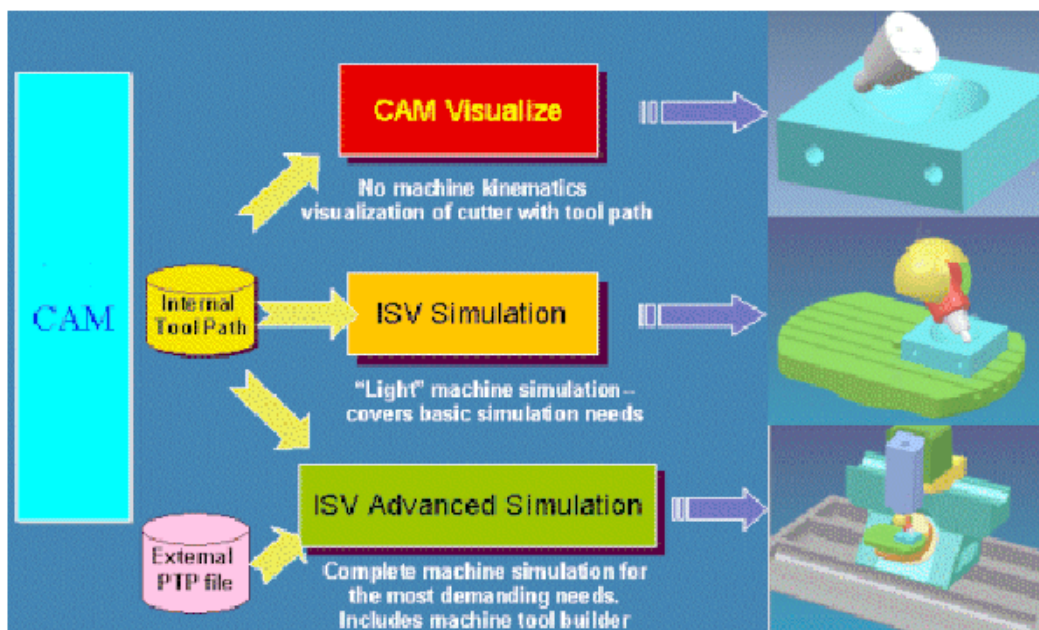 CAM Visualize
No machine kinematics
visualization of cutter with tool path
CAM
Internal
Tool Path
ISV Simulation
“Light” machine simulation–
covers basic simulation needs
ISV Advanced Simulation
External
PTP file
Complete machine simulation for
the most demanding needs.
Includes machine tool builder